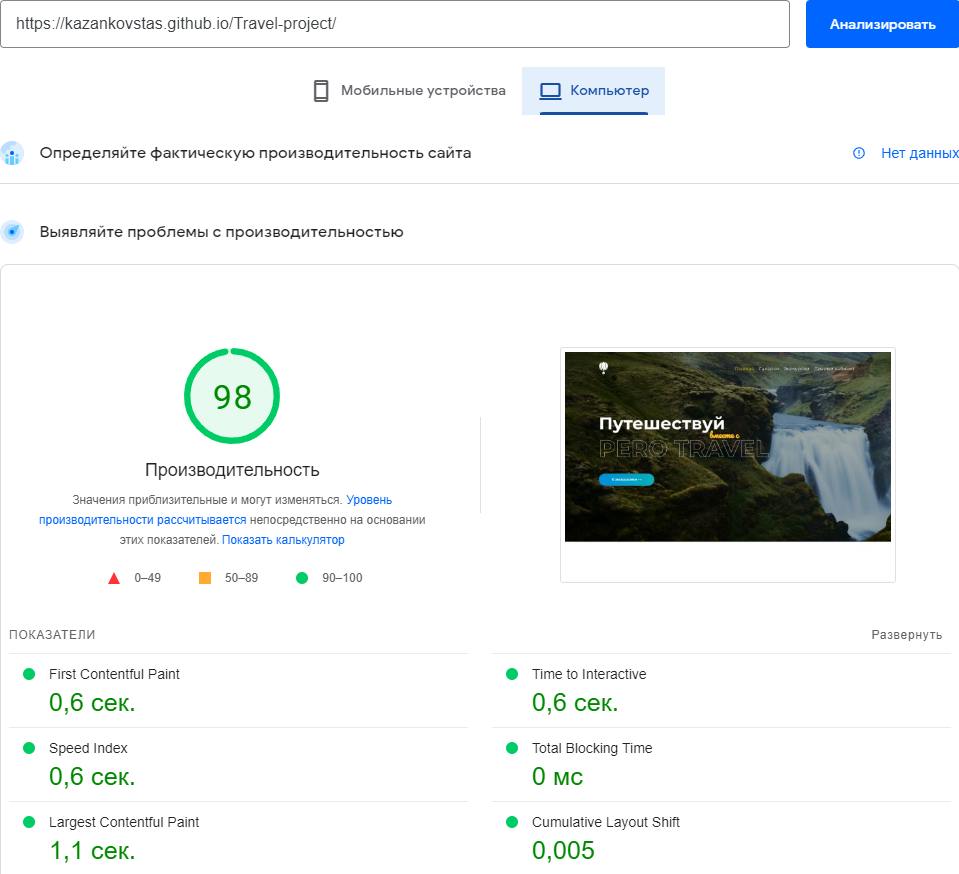 https://kazankovstas.github.io/Travel-project/
Анализировать
Мобильные устройства
Компьютер
Определяйте фактическую производительность сайта
Нет данных
Выявляйте проблемы с производительностью
98
Производительность
Значения приблизительные и могут изменяться. Уровень
производительности рассчитывается непосредственно на основании
этих показателей. Показать калькулятор
0–49
50–89
90–100
Главная
Путешествуй
вместе с
PERO TRAVEL
ПОКАЗАТЕЛИ
Развернуть
First Contentful Paint
0,6 сек.
Time to Interactive
0,6 сек.
Speed Index
0,6 сек.
Total Blocking Time
0 мс
Largest Contentful Paint
1,1 сек.
Cumulative Layout Shift
0,005